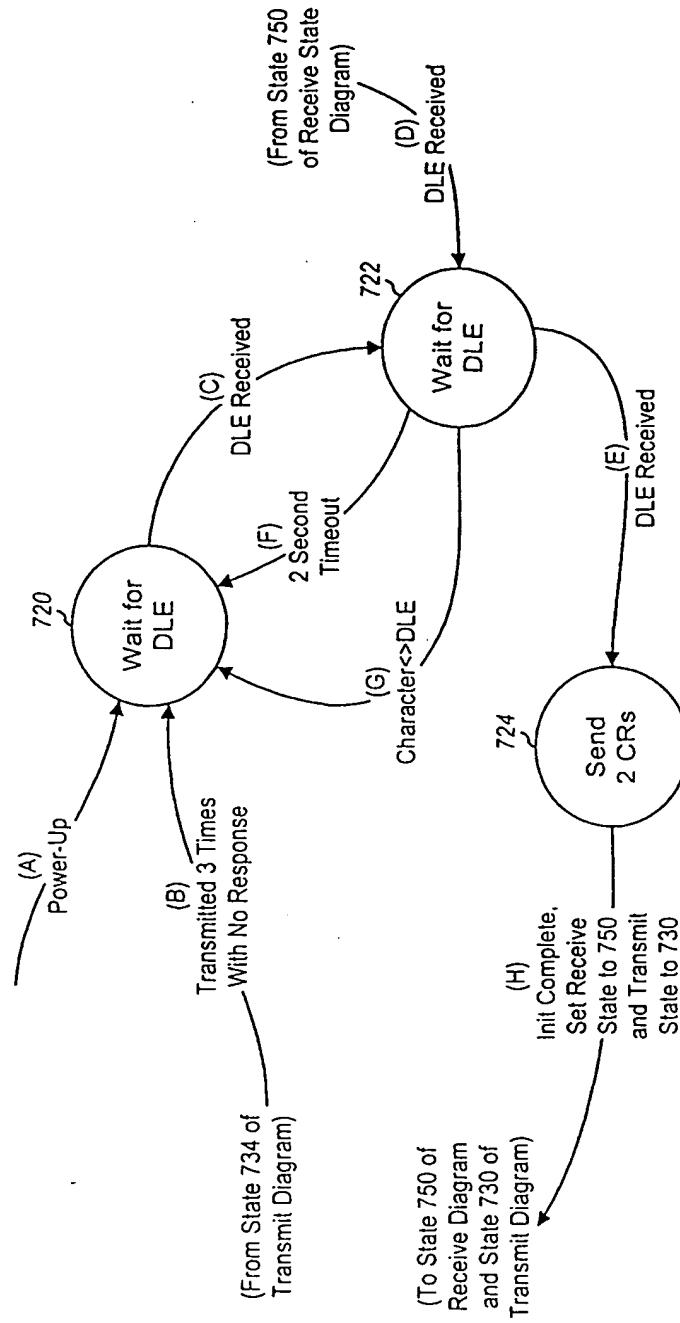 (A)
Power-Up
720
Wait for
DLE
(B)
Transmitted 3 Times
With No Response
(From State 734 of
Transmit Diagram)
(C)
DLE Received
(F)
2 Second
Timeout
(G)
Character<>DLE
722
Wait for
DLE
(From State 750
of Receive State
Diagram)
(D)
DLE Received
(E)
DLE Received
724
Send
2 CRs
(H)
Init Complete,
Set Receive
State to 750
and Transmit
State to 730
(To State 750 of
Receive Diagram
and State 730 of
Transmit Diagram)